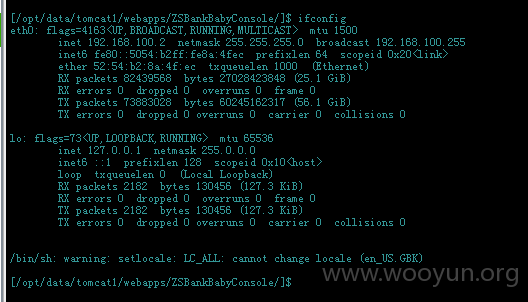 [/opt/data/tomcat1/webapps/ZSBankBabyConsole/]$ ifconfig
eth0: flags=4163<UP,BROADCAST,RUNNING,MULTICAST>  mtu 1500
inet 192.168.100.2  netmask 255.255.255.0  broadcast 192.168.100.255
inet6 fe80::5054:b2ff:fe8a:4fec  prefixlen 64  scopeid 0x20<link>
ether 52:54:b2:8a:4f:ec  txqueuelen 1000  (Ethernet)
RX packets 82439568  bytes 27028423848 (25.1 GiB)
RX errors 0  dropped 0  overruns 0  frame 0
TX packets 73883028  bytes 60245162317 (56.1 GiB)
TX errors 0  dropped 0 overruns 0  carrier 0  collisions 0
lo: flags=73<UP,LOOPBACK,RUNNING>  mtu 65536
inet 127.0.0.1  netmask 255.0.0.0
inet6 ::1  prefixlen 128  scopeid 0x10<host>
loop  txqueuelen 0  (Local Loopback)
RX packets 2182  bytes 130456 (127.3 KiB)
RX errors 0  dropped 0  overruns 0  frame 0
TX packets 2182  bytes 130456 (127.3 KiB)
TX errors 0  dropped 0 overruns 0  carrier 0  collisions 0
/bin/sh: warning: setlocale: LC_ALL: cannot change locale (en_US.GBK)
[/opt/data/tomcat1/webapps/ZSBankBabyConsole/]$
www.wooyun.org